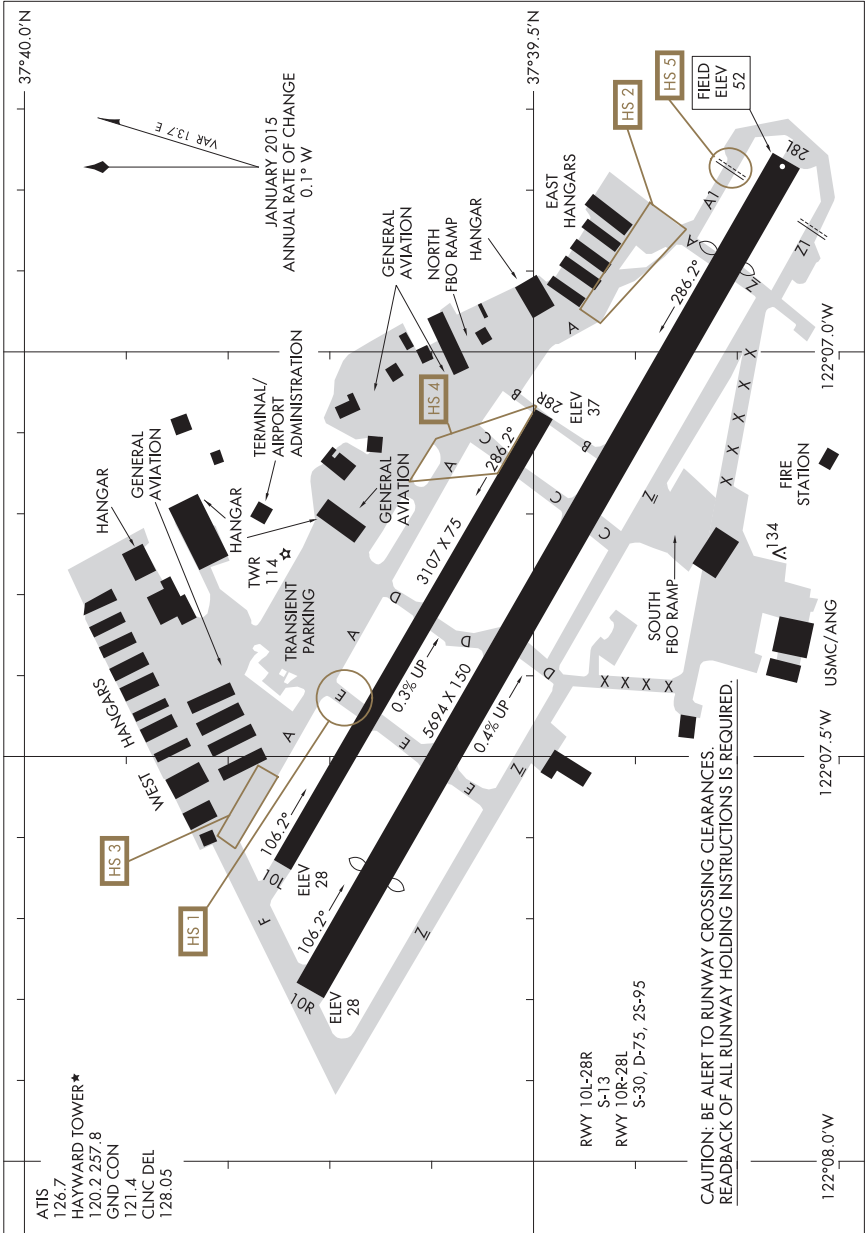 ATIS
126.7
HAYWARD TOWER★
120.2 257.8
GND CON
121.4
CLNC DEL
128.05
JANUARY 2015
ANNUAL RATE OF CHANGE
0.1° W
VAR 13.7 E
37°40.0'N
37°39.5'N
122°07.0'W
122°07.5'W
122°08.0'W
HS 3
HS 1
HS 4
HS 2
HS 5
WEST
HANGARS
HANGAR
GENERAL
AVIATION
HANGAR
TWR
114
TERMINAL/
AIRPORT
ADMINISTRATION
TRANSIENT
PARKING
GENERAL
AVIATION
GENERAL
AVIATION
NORTH
FBO RAMP
HANGAR
EAST
HANGARS
FIELD
ELEV
52
F
A
E
A
D
A
C
B
A
A
A1
10L
ELEV
28
106.2°
0.3% UP
3107 X 75
286.2°
28R
ELEV
37
10R
ELEV
28
106.2°
5694 X 150
0.4% UP
286.2°
28L
E
E
D
D
C
C
B
Z
Z
Z
Z
Z1
X X X X
X X X X
SOUTH
FBO RAMP
FIRE
STATION
134
USMC/ANG
RWY 10L-28R
S-13
RWY 10R-28L
S-30, D-75, 2S-95
CAUTION: BE ALERT TO RUNWAY CROSSING CLEARANCES.
READBACK OF ALL RUNWAY HOLDING INSTRUCTIONS IS REQUIRED.